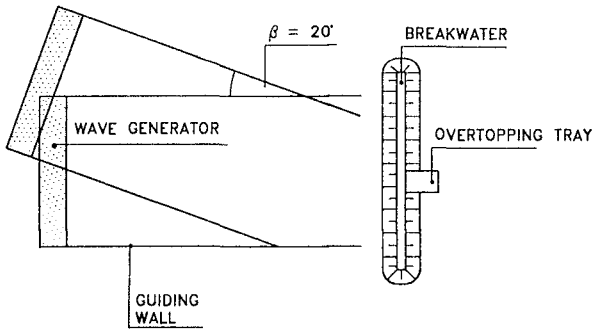 β = 20°
BREAKWATER
WAVE GENERATOR
OVERTOPPING TRAY
GUIDING
WALL